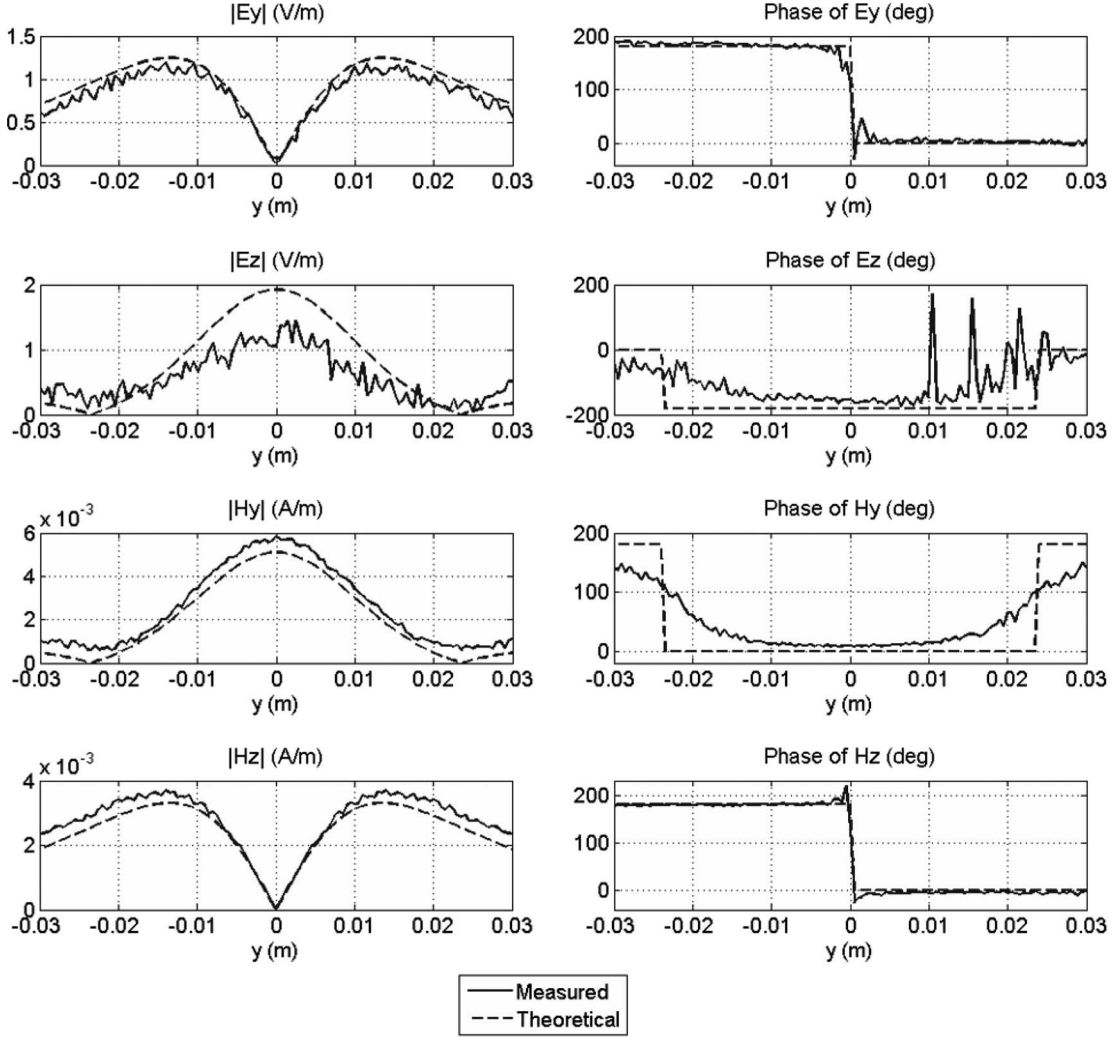 |Ey| (V/m)
1.5
1
0.5
0
-0.03 -0.02 -0.01 0 0.01 0.02 0.03
y (m)
Phase of Ey (deg)
200
100
0
-0.03 -0.02 -0.01 0 0.01 0.02 0.03
y (m)
|Ez| (V/m)
2
1
0
-0.03 -0.02 -0.01 0 0.01 0.02 0.03
y (m)
Phase of Ez (deg)
200
0
-200
-0.03 -0.02 -0.01 0 0.01 0.02 0.03
y (m)
x 10^-3
|Hy| (A/m)
6
4
2
0
-0.03 -0.02 -0.01 0 0.01 0.02 0.03
y (m)
Phase of Hy (deg)
200
100
0
-0.03 -0.02 -0.01 0 0.01 0.02 0.03
y (m)
x 10^-3
|Hz| (A/m)
4
2
0
-0.03 -0.02 -0.01 0 0.01 0.02 0.03
y (m)
Phase of Hz (deg)
200
100
0
-0.03 -0.02 -0.01 0 0.01 0.02 0.03
y (m)
Measured
Theoretical